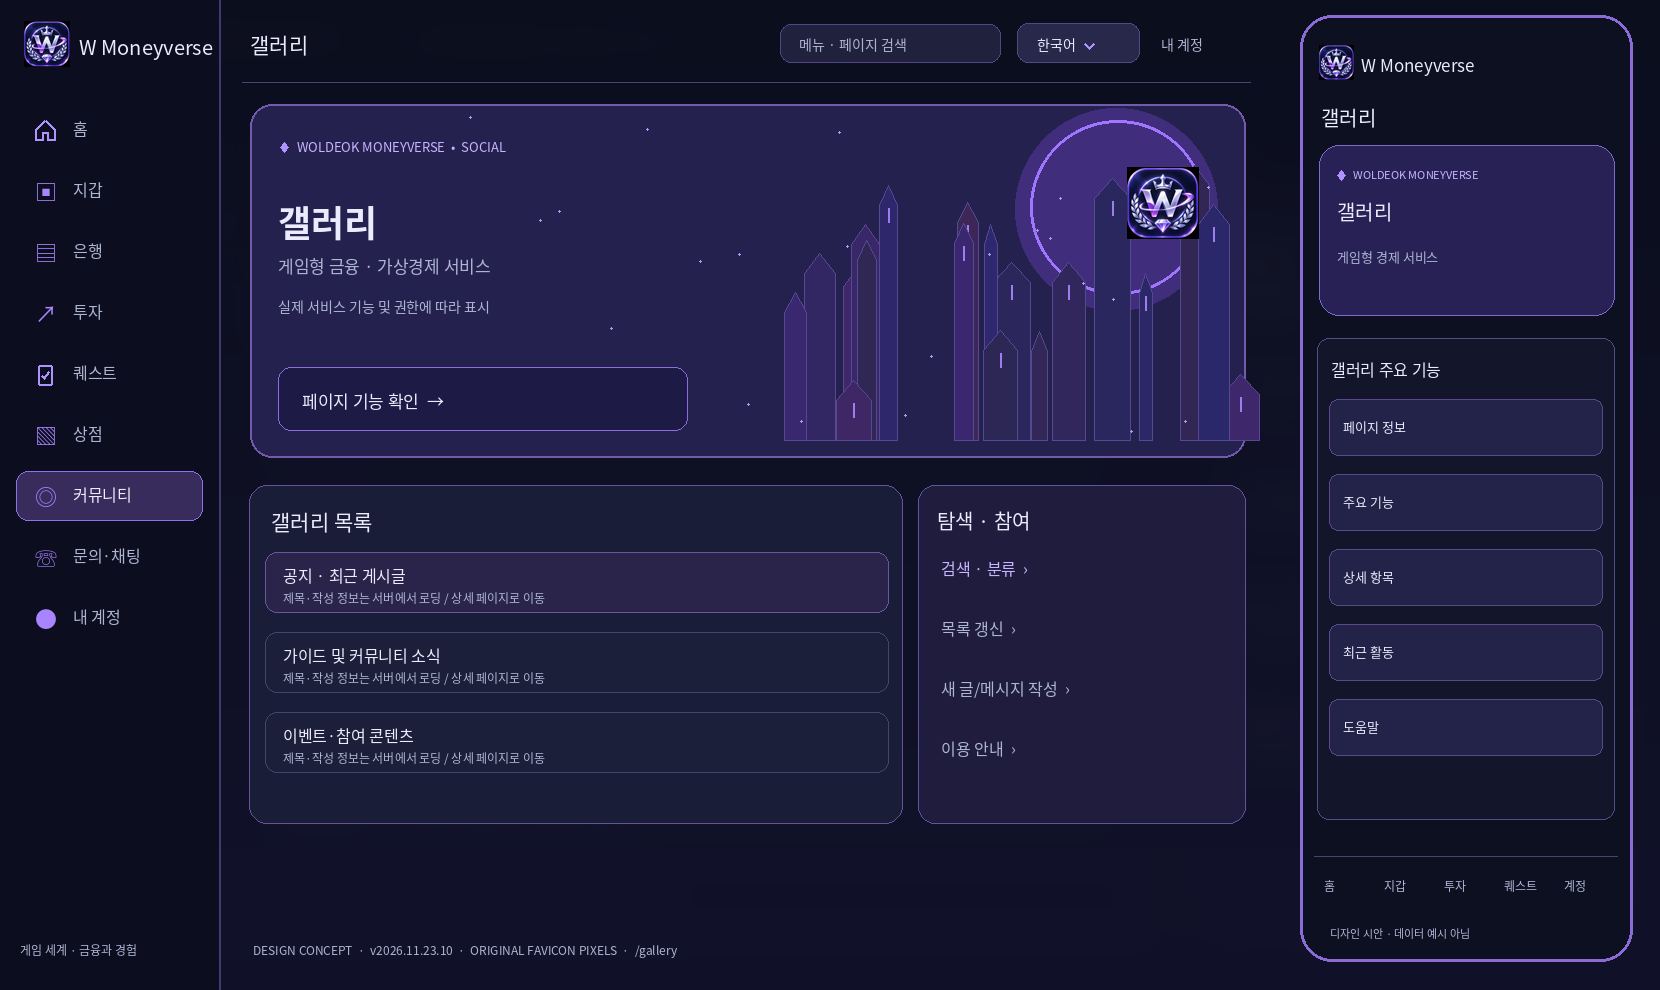 W Moneyverse
홈
지갑
은행
투자
퀘스트
상점
커뮤니티
문의·채팅
내 계정
게임 세계 · 금융과 경험
갤러리
메뉴 · 페이지 검색
한국어
내 계정
WOLDEOK MONEYVERSE • SOCIAL
갤러리
게임형 금융 · 가상경제 서비스
실제 서비스 기능 및 권한에 따라 표시
페이지 기능 확인 →
W
갤러리 목록
공지 · 최근 게시글
제목·작성 정보는 서버에서 로딩 / 상세 페이지로 이동
가이드 및 커뮤니티 소식
제목·작성 정보는 서버에서 로딩 / 상세 페이지로 이동
이벤트·참여 콘텐츠
제목·작성 정보는 서버에서 로딩 / 상세 페이지로 이동
탐색 · 참여
검색 · 분류 ›
목록 갱신 ›
새 글/메시지 작성 ›
이용 안내 ›
DESIGN CONCEPT · v2026.11.23.10 · ORIGINAL FAVICON PIXELS · /gallery
W Moneyverse
갤러리
WOLDEOK MONEYVERSE
갤러리
게임형 경제 서비스
갤러리 주요 기능
페이지 정보
주요 기능
상세 항목
최근 활동
도움말
홈 지갑 투자 퀘스트 계정
디자인 시안 · 데이터 예시 아님